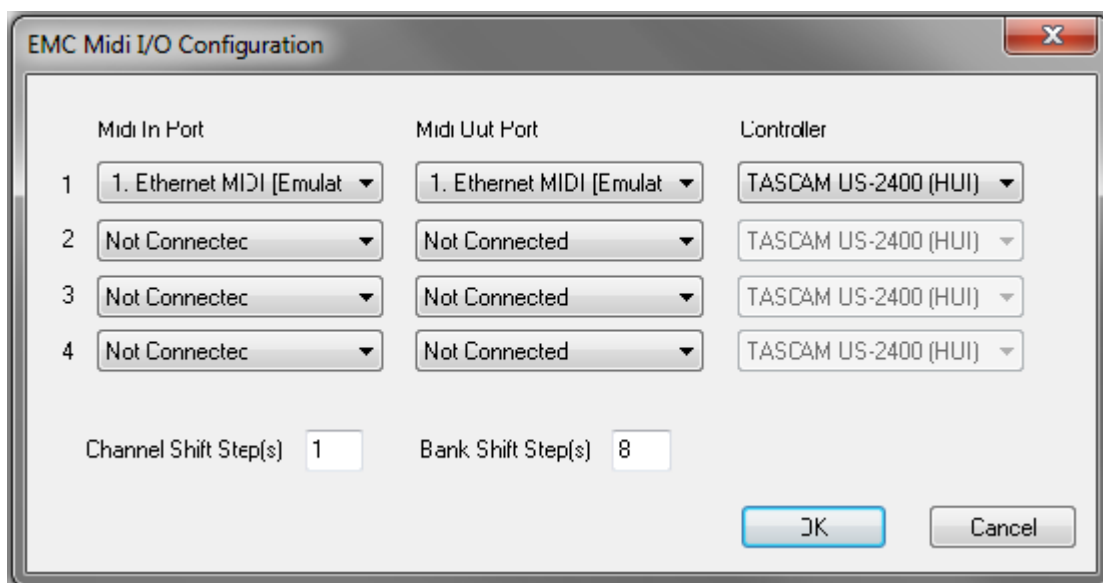 EMC Midi I/O Configuration
Midi In Port Midi Out Port Controller
1 1. Ethernet MIDI [Emulat 1. Ethernet MIDI [Emulat TASCAM US-2400 (HUI)
2 Not Connected Not Connected TASCAM US-2400 (HUI)
3 Not Connected Not Connected TASCAM US-2400 (HUI)
4 Not Connected Not Connected TASCAM US-2400 (HUI)
Channel Shift Step(s) 1 Bank Shift Step(s) 8
OK Cancel